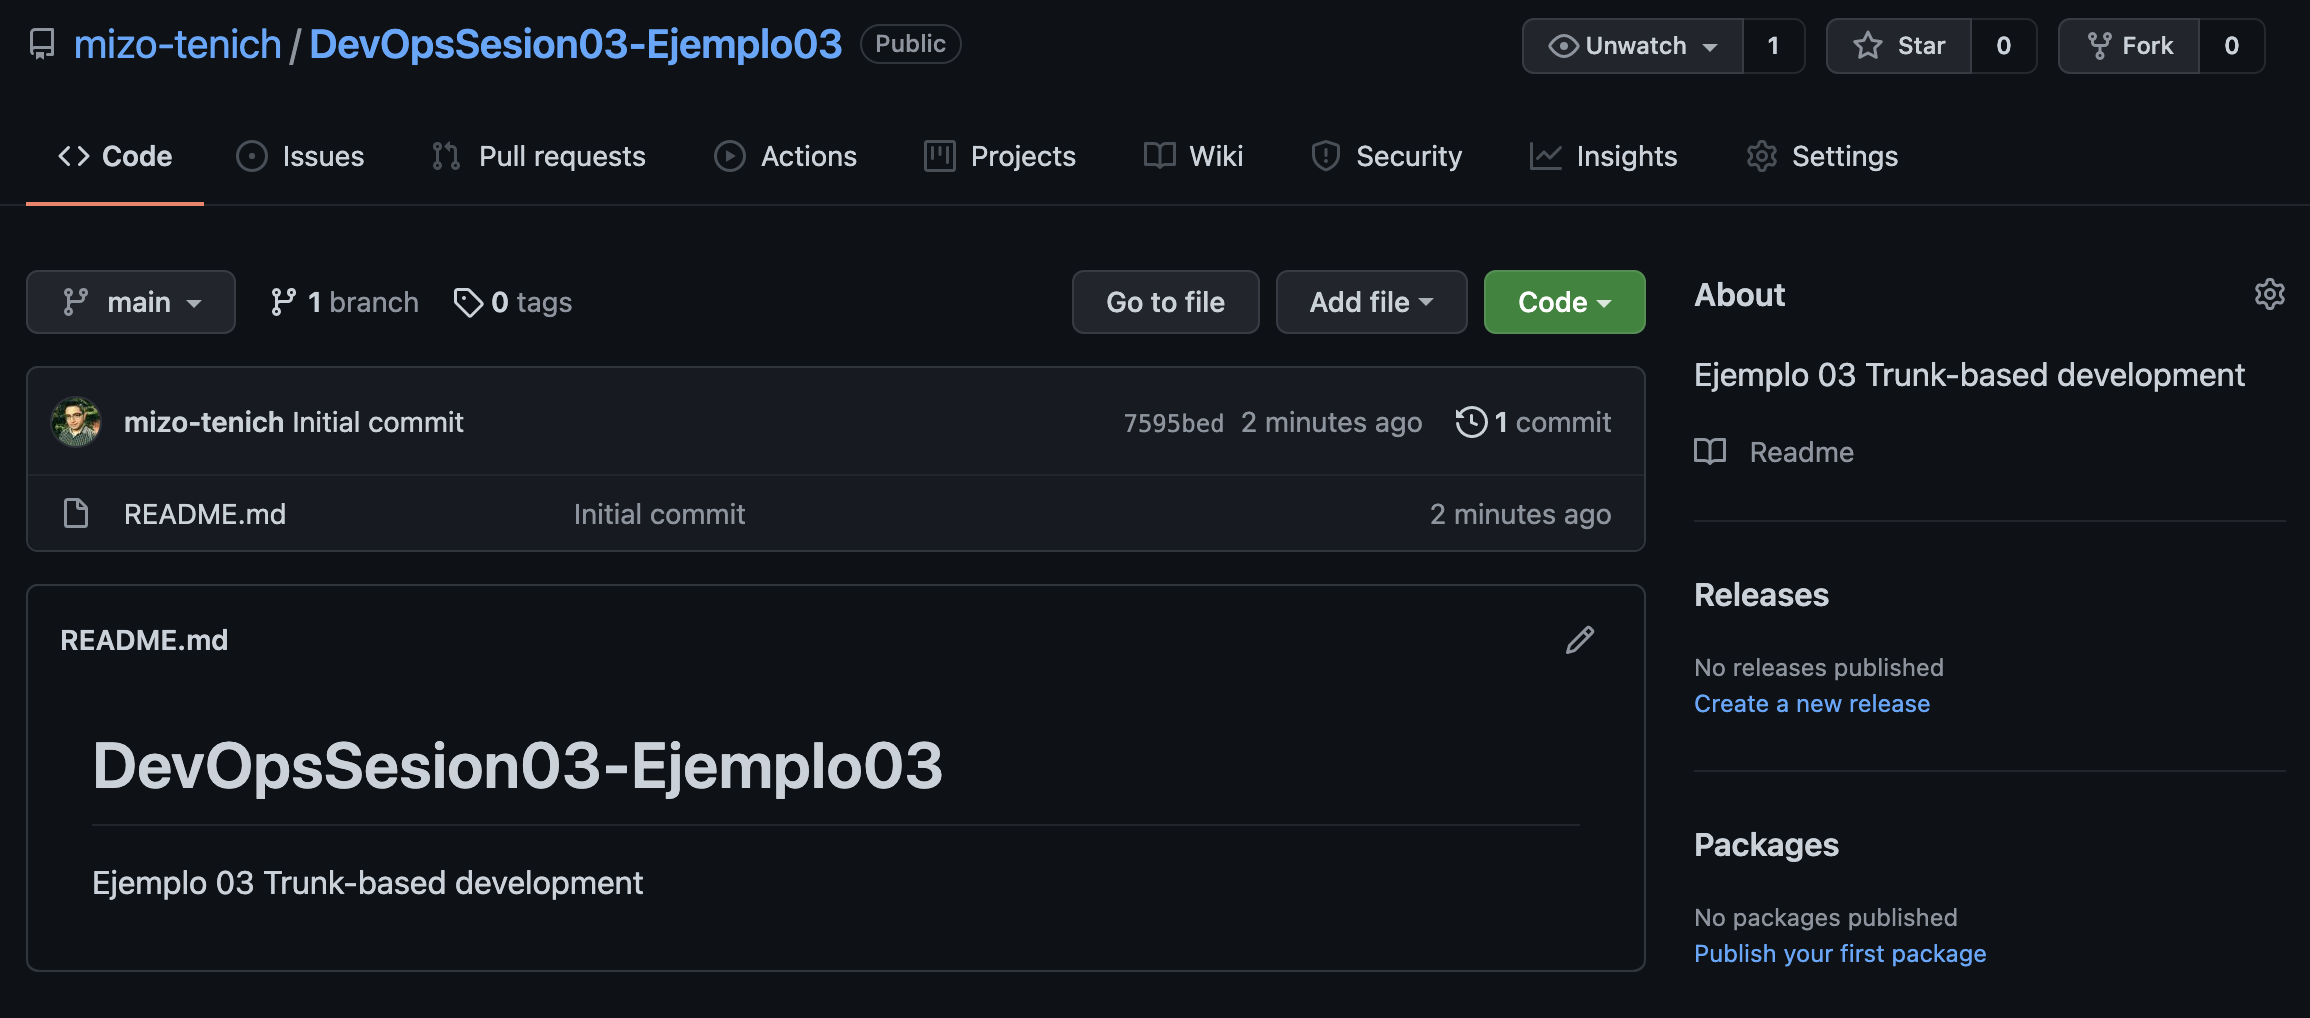 mizo-tenich / DevOpsSesion03-Ejemplo03 Public Unwatch 1 Star 0 Fork 0
Code Issues Pull requests Actions Projects Wiki Security Insights Settings
main 1 branch 0 tags Go to file Add file Code
mizo-tenich Initial commit 7595bed 2 minutes ago 1 commit
README.md Initial commit 2 minutes ago
README.md
DevOpsSesion03-Ejemplo03
Ejemplo 03 Trunk-based development
About
Ejemplo 03 Trunk-based development
Readme
Releases
No releases published
Create a new release
Packages
No packages published
Publish your first package